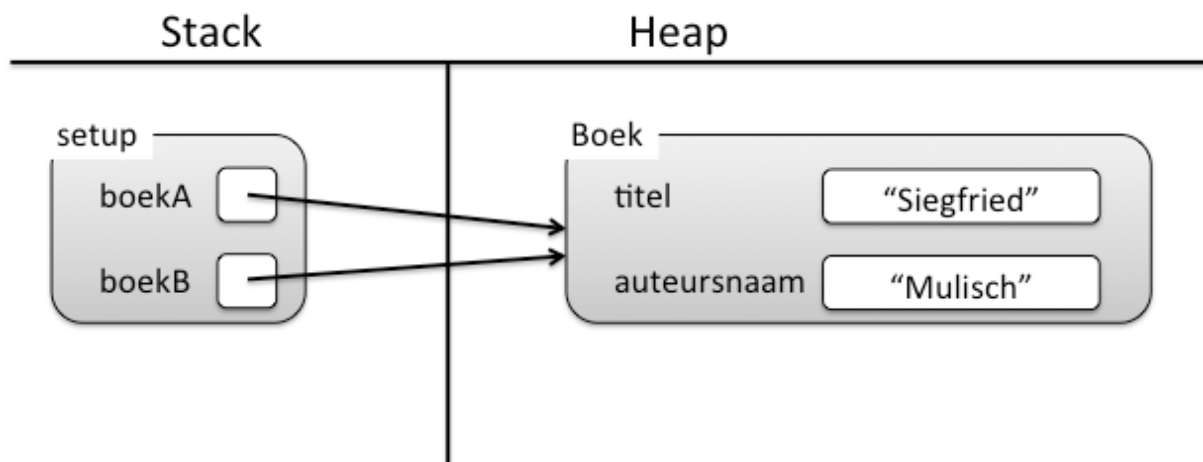 Stack Heap
setup Boek
boekA titel “Siegfried”
boekB auteursnaam “Mulisch”